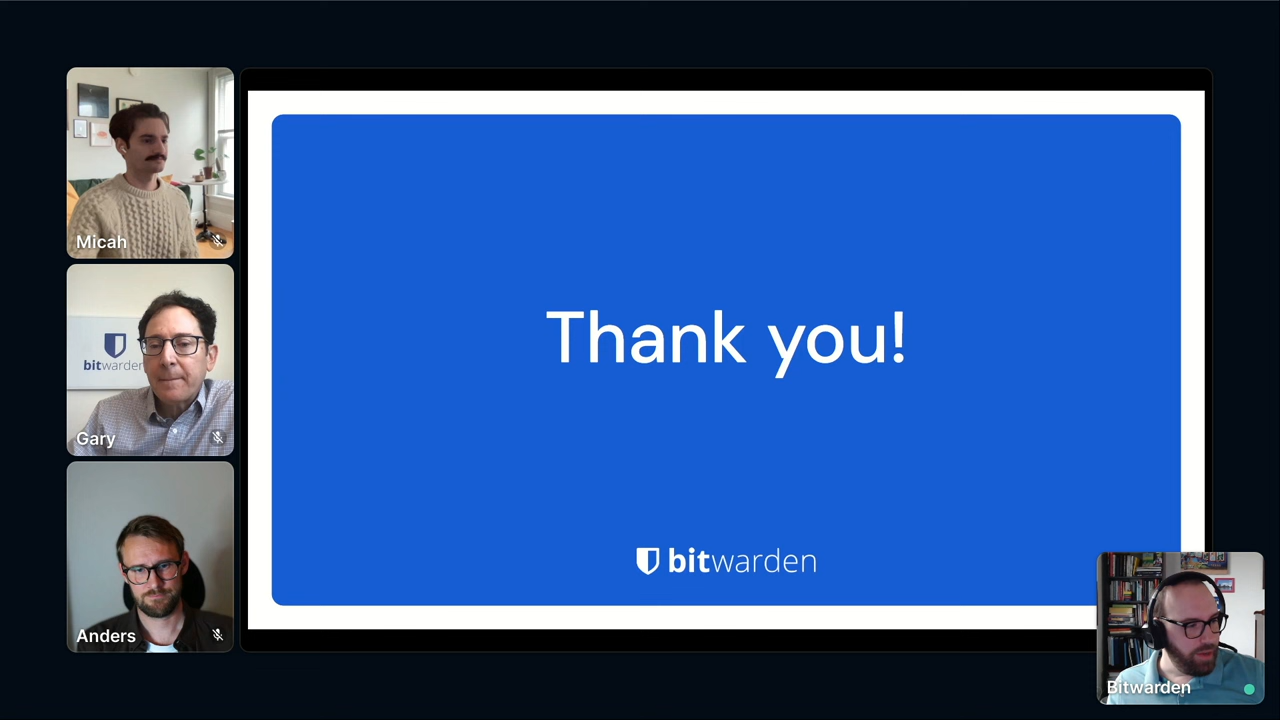 Micah
bitwarden
Gary
Anders
Thank you!
bitwarden
Bitwarden